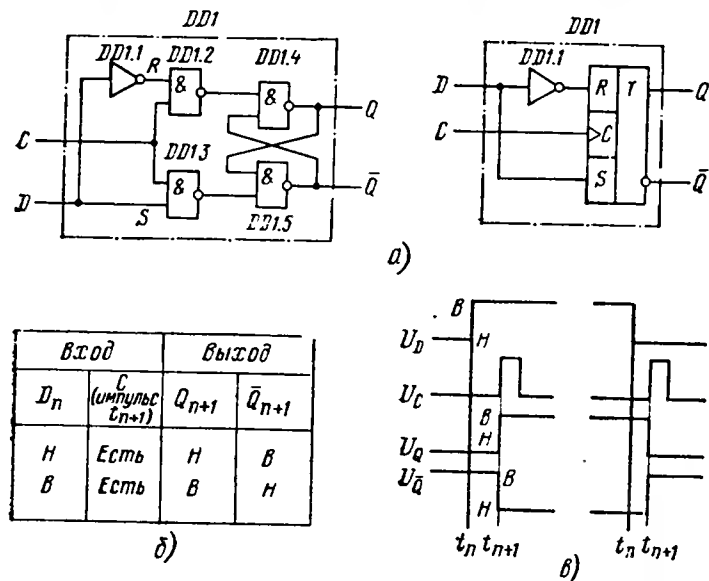 DD1
DD1.1
R
DD1.2
DD1.4
&
&
Q
C
DD1.3
&
&
Q̄
D
S
DD1.5
DD1
DD1.1
D
R
T
Q
C
C
S
Q̄
а)
Вход
Выход
Dn
C (импульс tn+1)
Qn+1
Q̄n+1
Н
Есть
Н
В
В
Есть
В
Н
б)
В
UD
Н
UC
В
Н
UQ
UQ̄
В
Н
tn tn+1
tn tn+1
в)